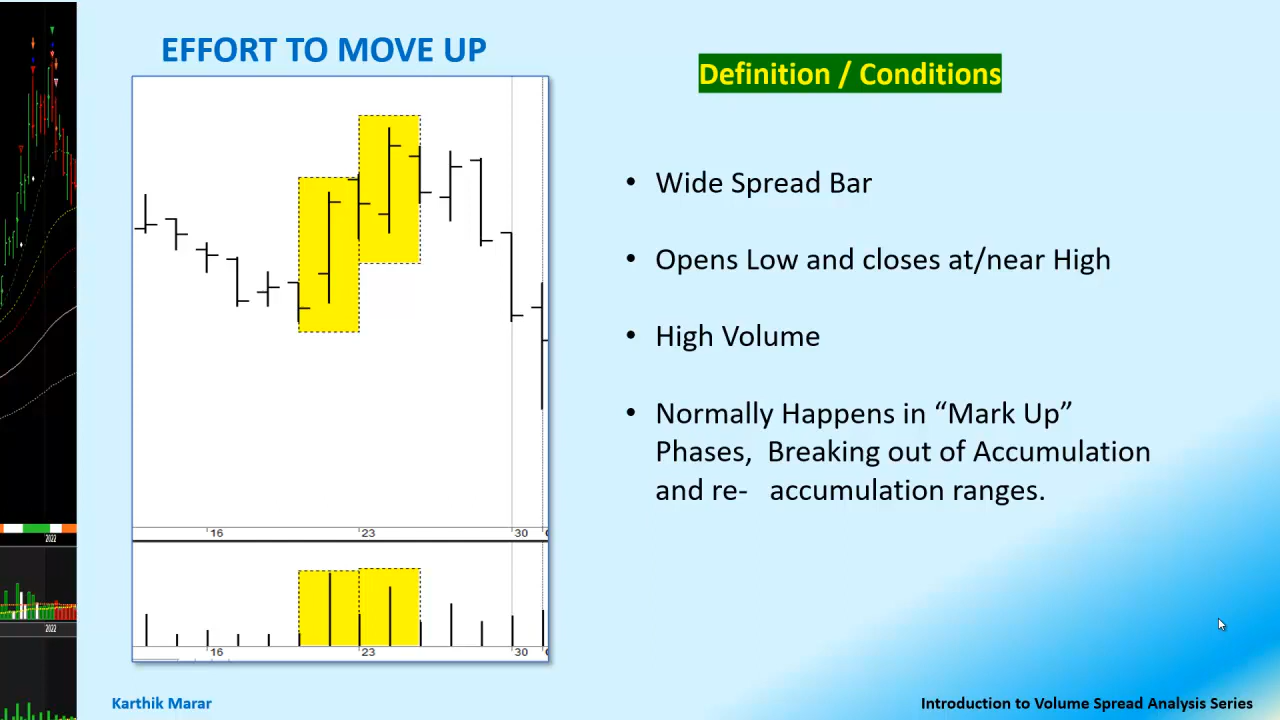 EFFORT TO MOVE UP
Definition / Conditions
• Wide Spread Bar
• Opens Low and closes at/near High
• High Volume
• Normally Happens in “Mark Up”
Phases, Breaking out of Accumulation
and re- accumulation ranges.
16
23
30
16
23
30
2022
2022
Karthik Marar
Introduction to Volume Spread Analysis Series